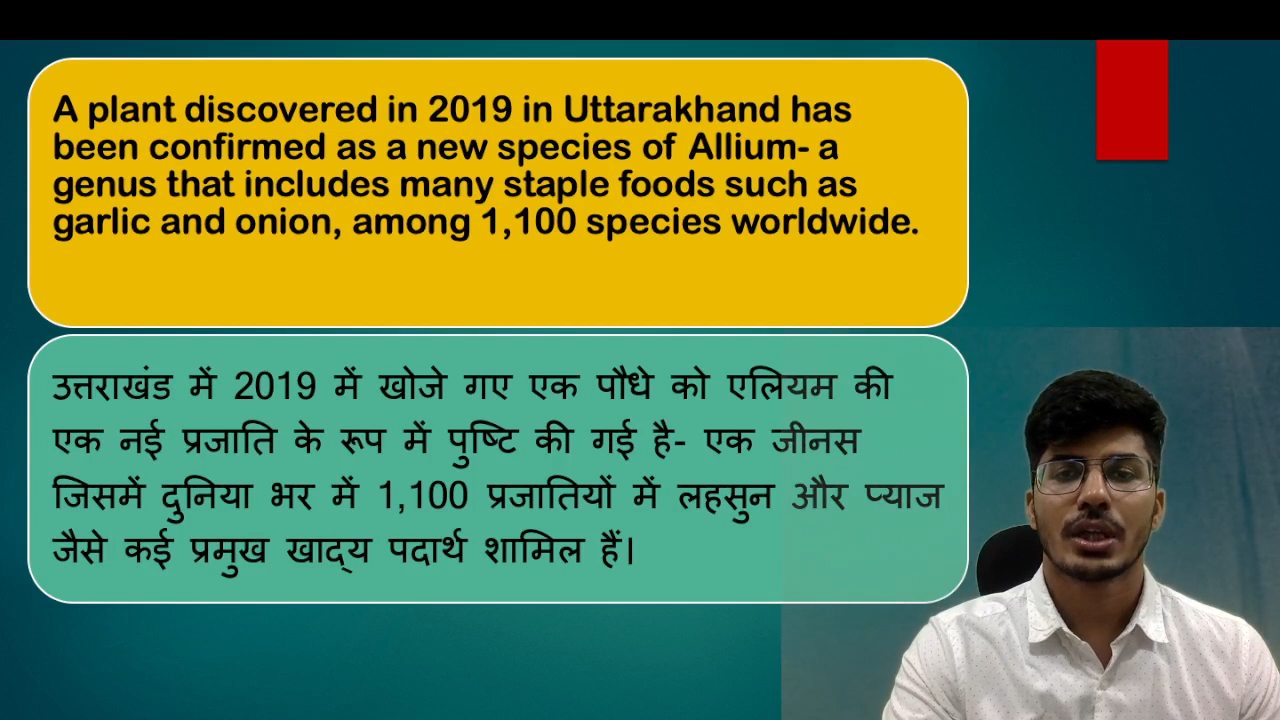 A plant discovered in 2019 in Uttarakhand has
been confirmed as a new species of Allium- a
genus that includes many staple foods such as
garlic and onion, among 1,100 species worldwide.
उत्तराखंड में 2019 में खोजे गए एक पौधे को एलियम की
एक नई प्रजाति के रूप में पुष्टि की गई है- एक जीनस
जिसमें दुनिया भर में 1,100 प्रजातियों में लहसुन और प्याज
जैसे कई प्रमुख खाद्य पदार्थ शामिल हैं।